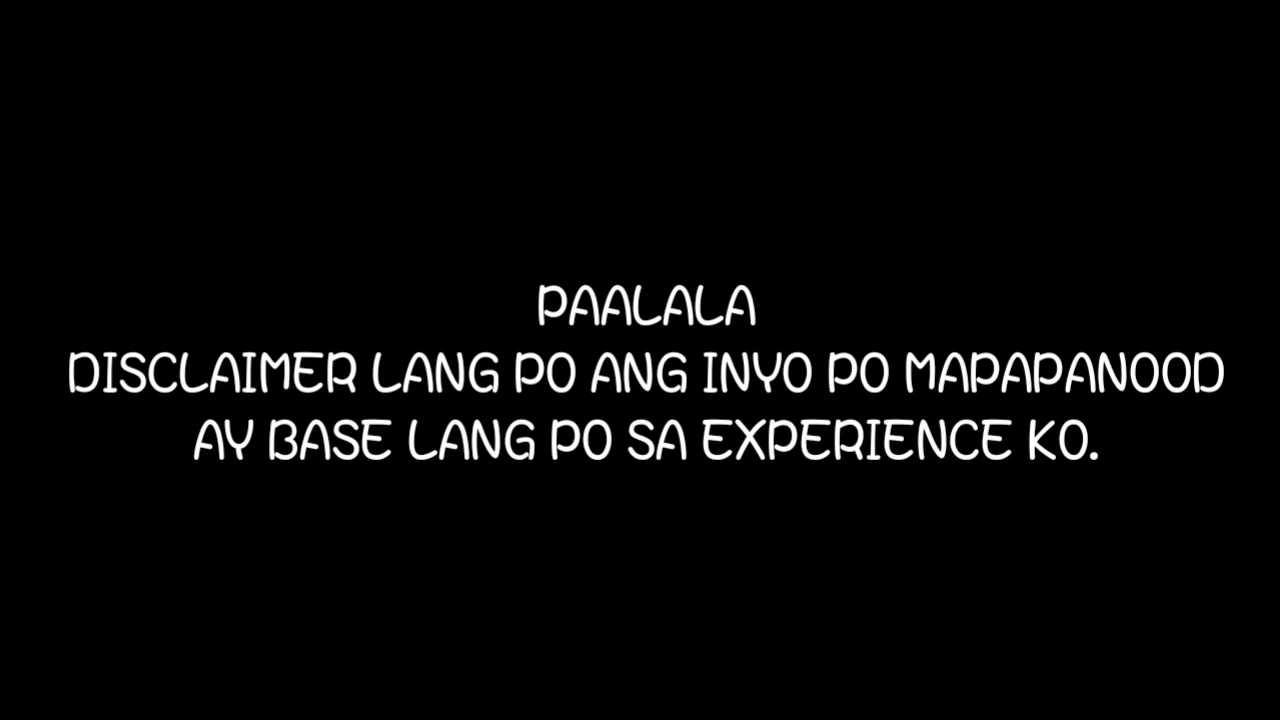 PAALALA
DISCLAIMER LANG PO ANG INYO PO MAPAPANOOD
AY BASE LANG PO SA EXPERIENCE KO.